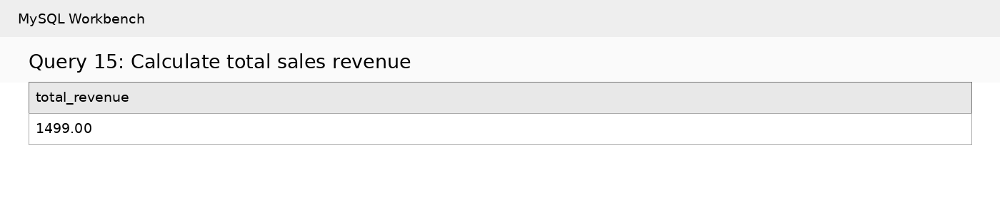 MySQL Workbench
Query 15: Calculate total sales revenue
total_revenue
1499.00